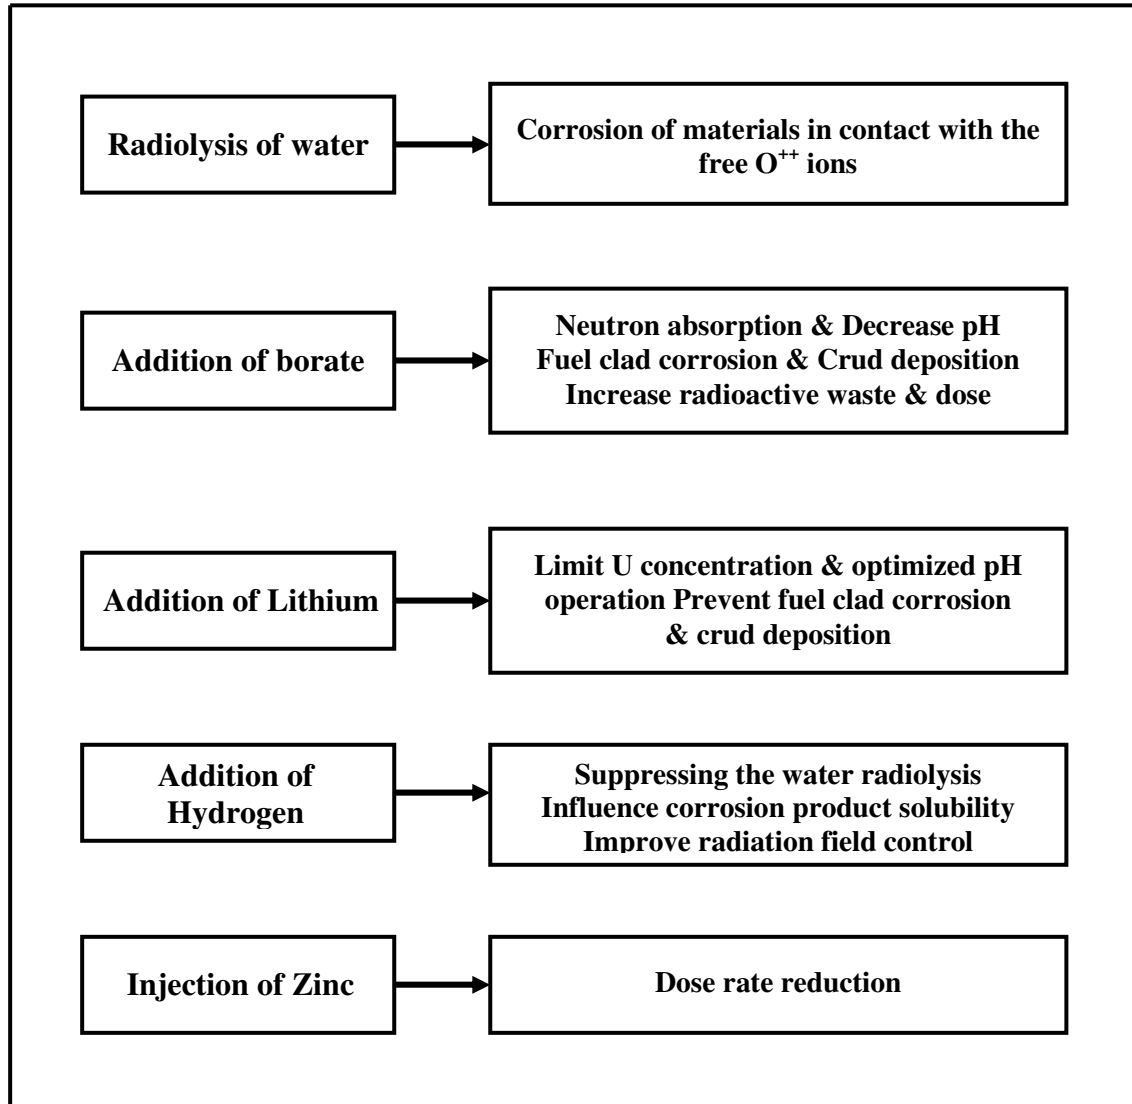 Radiolysis of water
Corrosion of materials in contact with the
free O⁺⁺ ions
Addition of borate
Neutron absorption & Decrease pH
Fuel clad corrosion & Crud deposition
Increase radioactive waste & dose
Addition of Lithium
Limit U concentration & optimized pH
operation Prevent fuel clad corrosion
& crud deposition
Addition of
Hydrogen
Suppressing the water radiolysis
Influence corrosion product solubility
Improve radiation field control
Injection of Zinc
Dose rate reduction